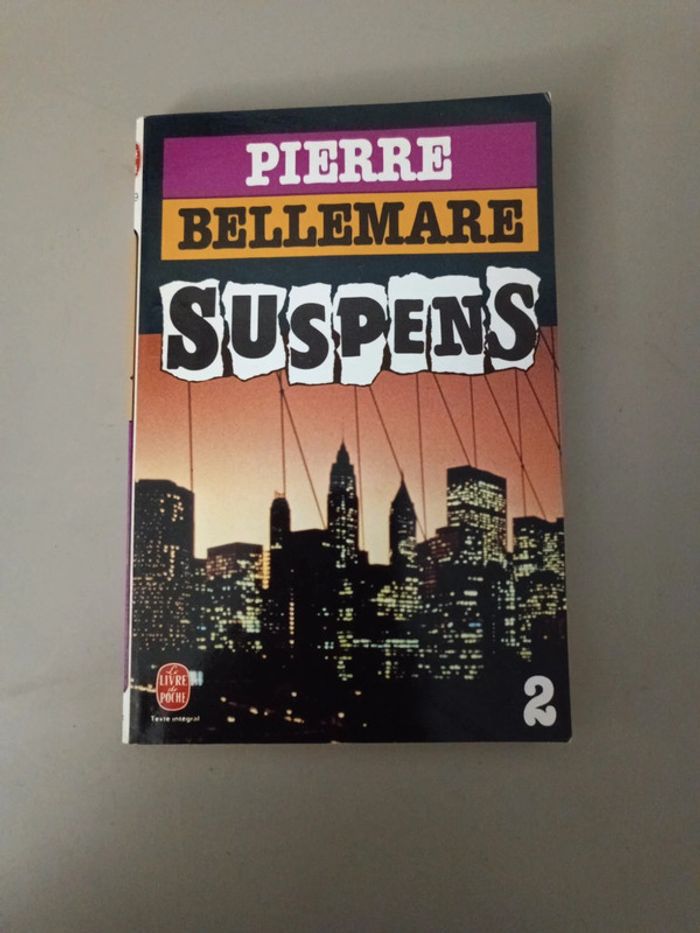 PIERRE
BELLEMARE
SUSPENS
Le
LIVRE
de
POCHE
Texte intégral
2